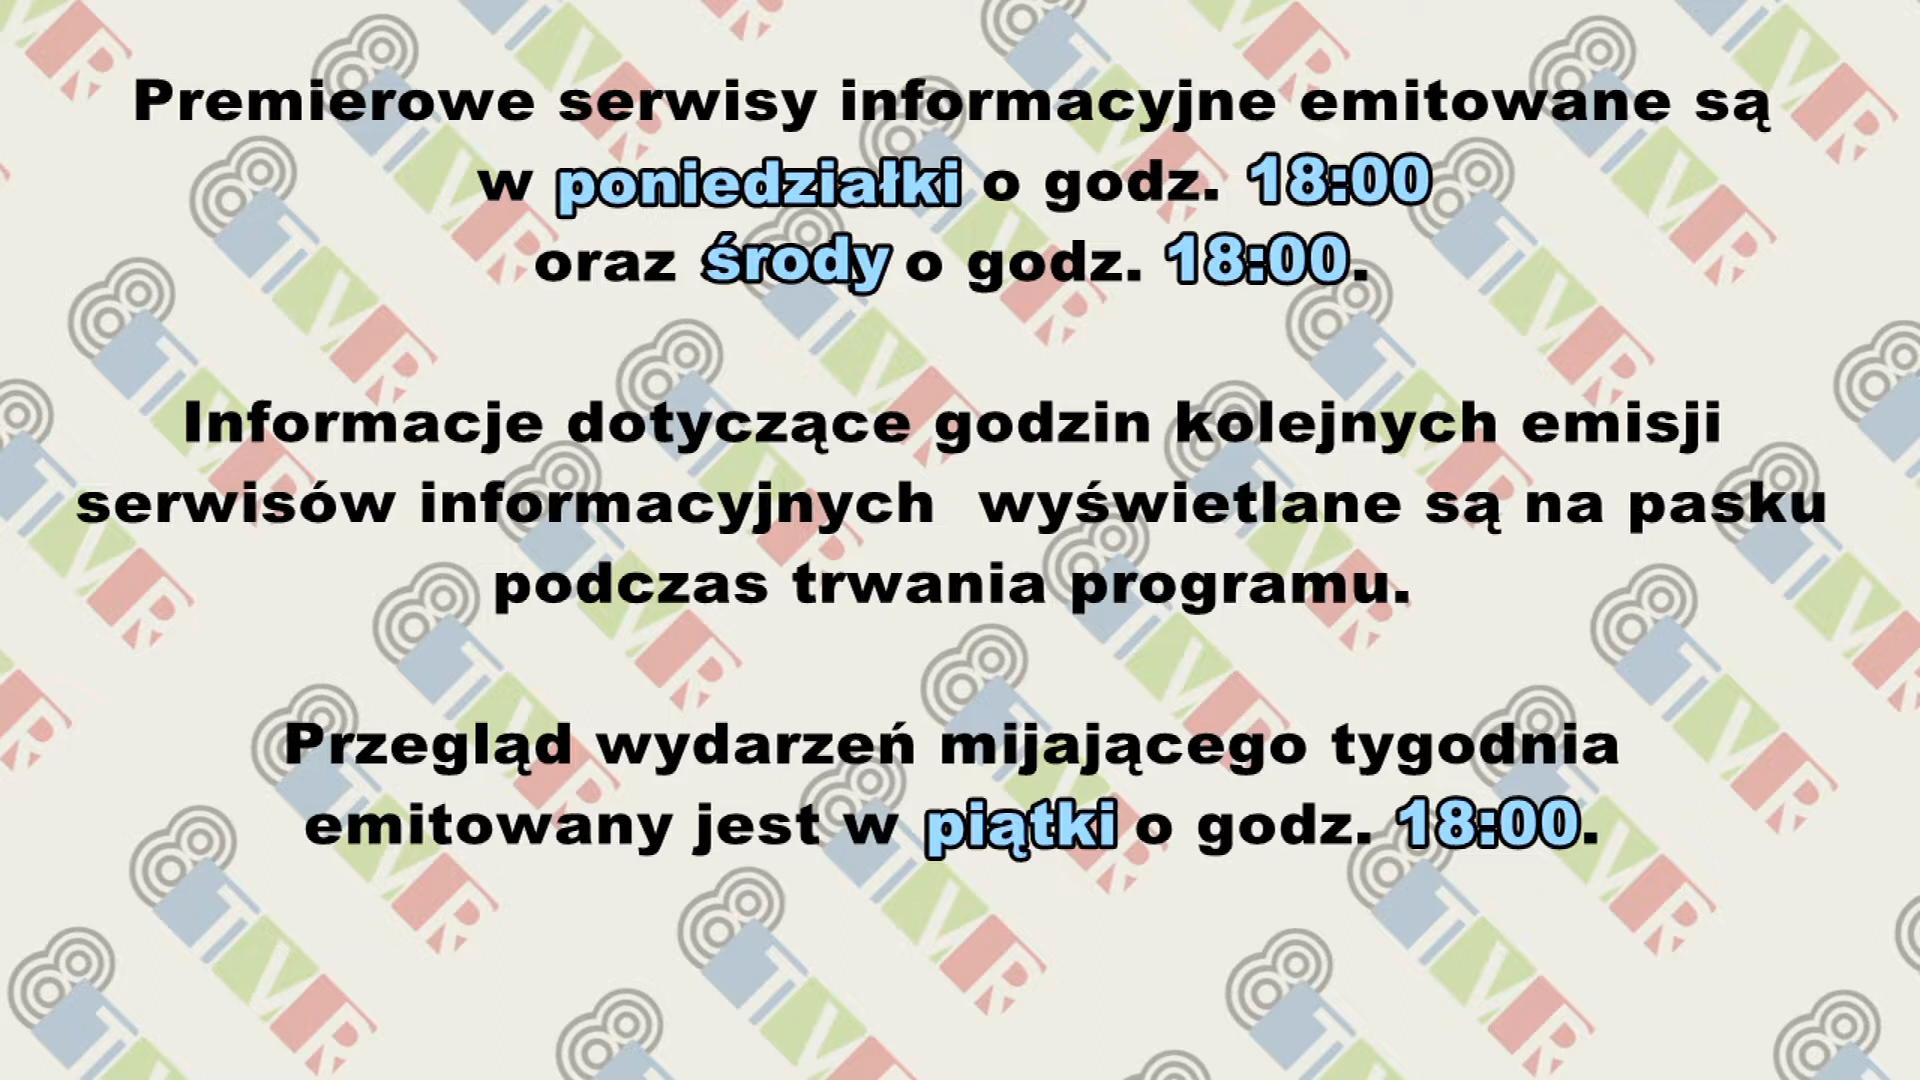 Premierowe serwisy informacyjne emitowane są
w poniedziałki o godz. 18:00
oraz środy o godz. 18:00.
Informacje dotyczące godzin kolejnych emisji
serwisów informacyjnych  wyświetlane są na pasku
podczas trwania programu.
Przegląd wydarzeń mijającego tygodnia
emitowany jest w piątki o godz. 18:00.